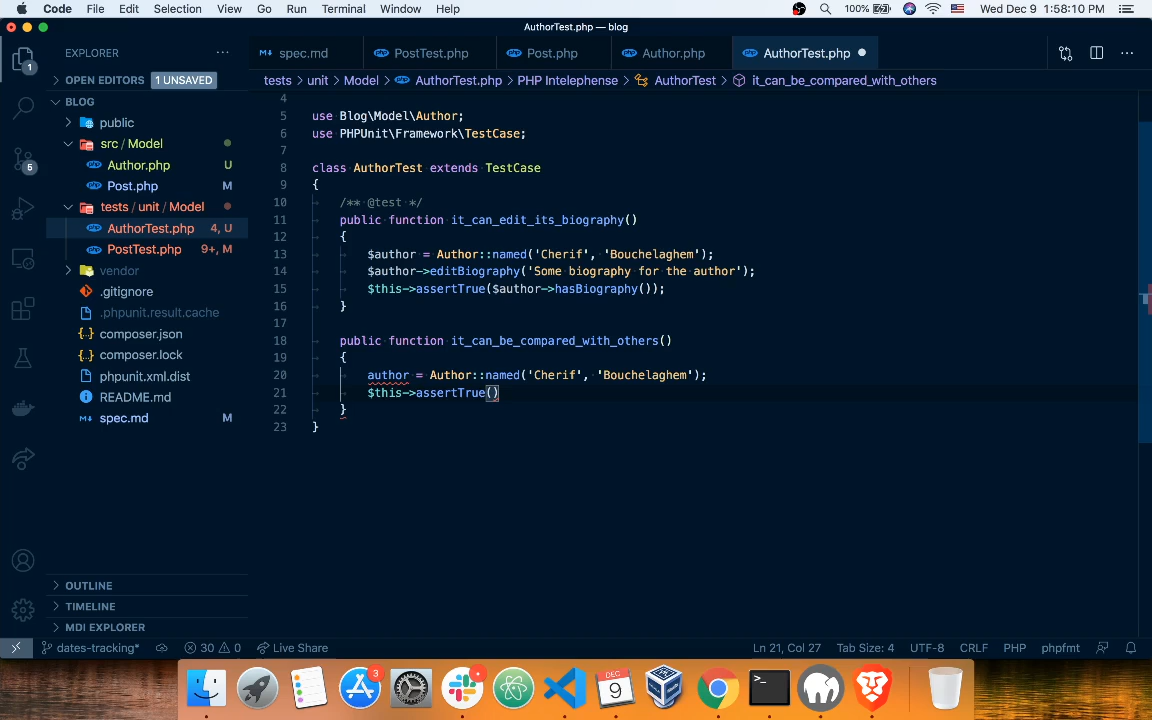 Code File Edit Selection View Go Run Terminal Window Help 100% Wed Dec 9 1:58:10 PM
AuthorTest.php — blog
EXPLORER
spec.md PostTest.php Post.php Author.php AuthorTest.php
OPEN EDITORS 1 UNSAVED
tests › unit › Model › AuthorTest.php › PHP Intelephense › AuthorTest › it_can_be_compared_with_others
BLOG
public
src / Model
Author.php U
Post.php M
tests / unit / Model
AuthorTest.php 4, U
PostTest.php 9+, M
vendor
.gitignore
.phpunit.result.cache
composer.json
composer.lock
phpunit.xml.dist
README.md
spec.md M
OUTLINE
TIMELINE
MDI EXPLORER
1
6
4
5 use Blog\Model\Author;
6 use PHPUnit\Framework\TestCase;
7
8 class AuthorTest extends TestCase
9 {
10 /** @test */
11 public function it_can_edit_its_biography()
12 {
13 $author = Author::named('Cherif', 'Bouchelaghem');
14 $author->editBiography('Some biography for the author');
15 $this->assertTrue($author->hasBiography());
16 }
17
18 public function it_can_be_compared_with_others()
19 {
20 author = Author::named('Cherif', 'Bouchelaghem');
21 $this->assertTrue()
22 }
23 }
dates-tracking* 30 0 Live Share Ln 21, Col 27 Tab Size: 4 UTF-8 CRLF PHP phpfmt
3
DEC
9